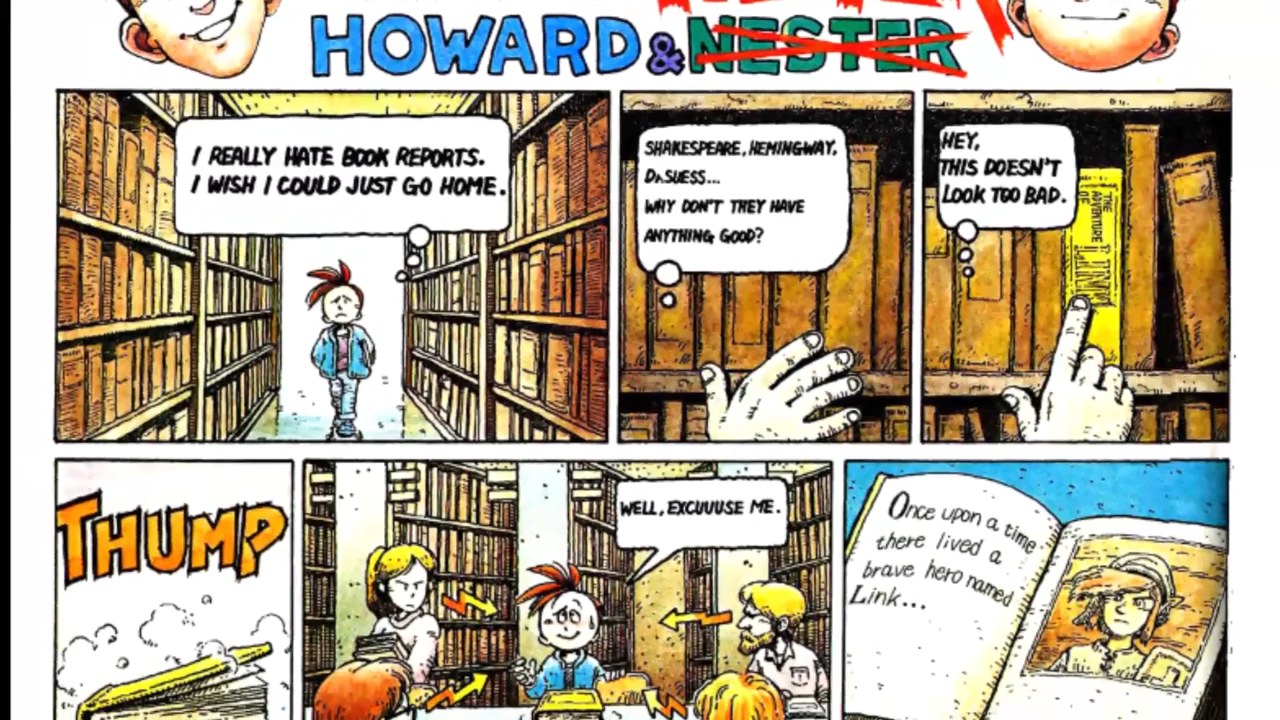 HOWARD & NESTER
I REALLY HATE BOOK REPORTS.
I WISH I COULD JUST GO HOME.
SHAKESPEARE, HEMINGWAY,
Dr. SUESS...
WHY DON'T THEY HAVE
ANYTHING GOOD?
HEY,
THIS DOESN'T
LOOK TOO BAD.
THE
ADVENTURE
OF
LINK
THUMP
WELL, EXCUUUSE ME.
Once upon a time
there lived a
brave hero named
Link...